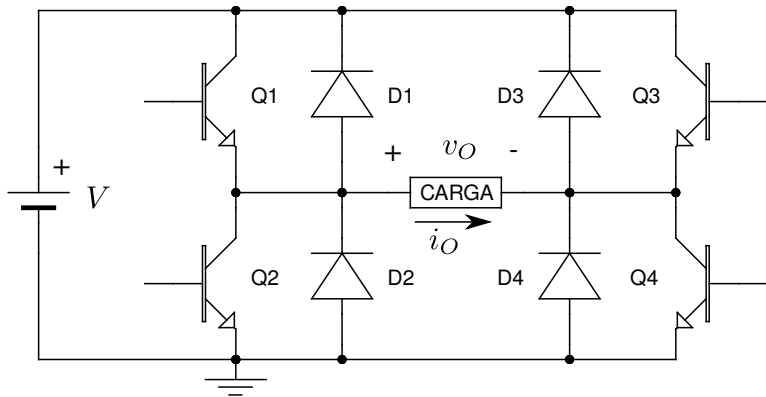 Q1
D1
D3
Q3
+
+
v_O
-
V
CARGA
i_O
Q2
D2
D4
Q4